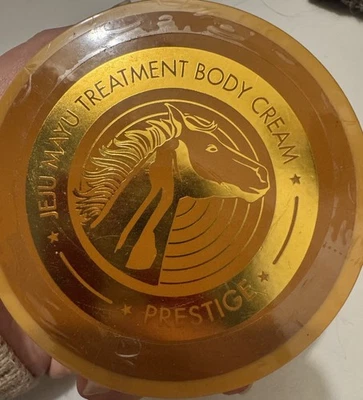 JEJU MAYU TREATMENT BODY CREAM
PRESTIGE